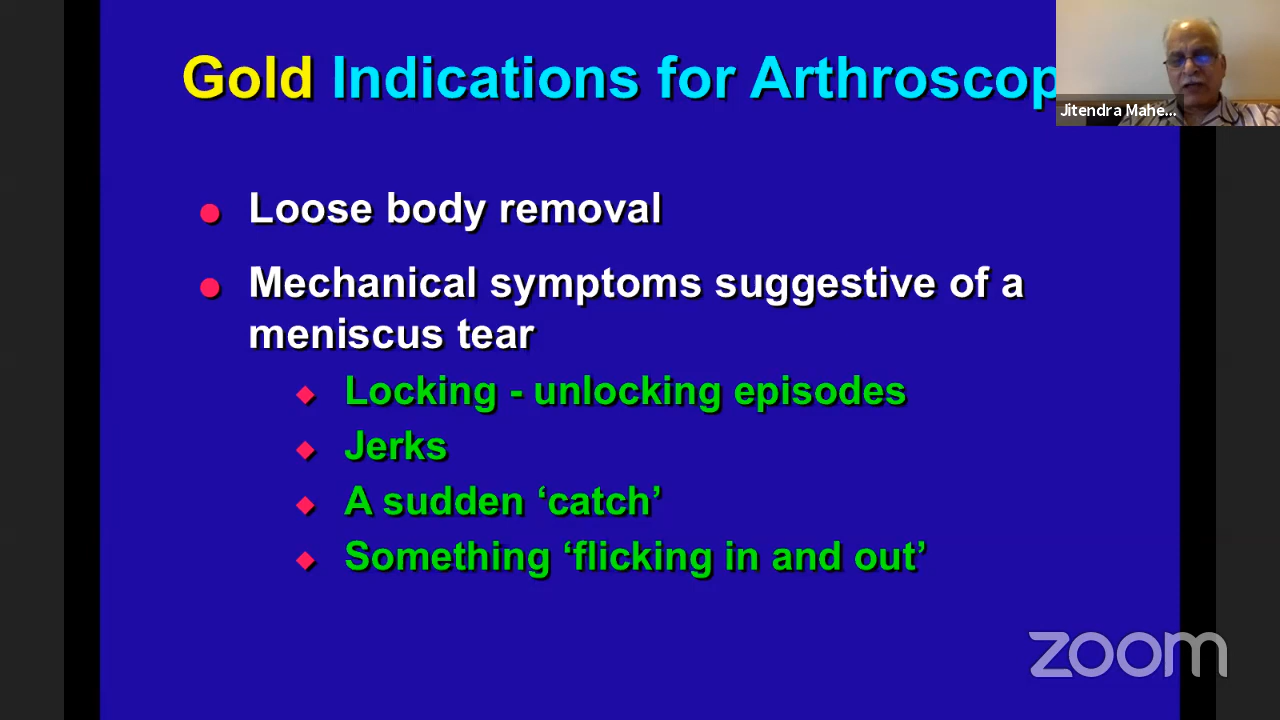 Gold Indications for Arthroscop
Jitendra Mahe...
Loose body removal
Mechanical symptoms suggestive of a
meniscus tear
Locking - unlocking episodes
Jerks
A sudden ‘catch’
Something ‘flicking in and out’
zoom